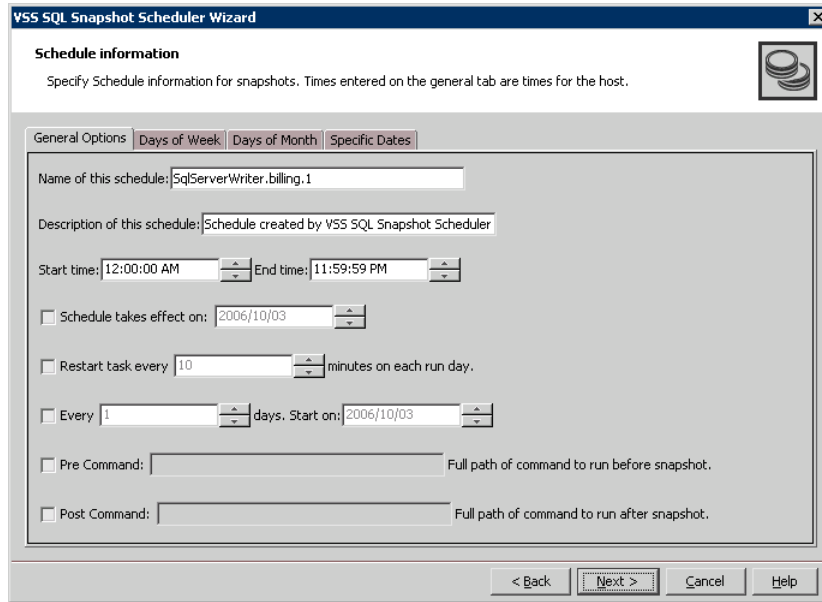 VSS SQL Snapshot Scheduler Wizard
Schedule information
Specify Schedule information for snapshots. Times entered on the general tab are times for the host.
General Options Days of Week Days of Month Specific Dates
Name of this schedule: SqlServerWriter.billing.1
Description of this schedule: Schedule created by VSS SQL Snapshot Scheduler
Start time: 12:00:00 AM End time: 11:59:59 PM
Schedule takes effect on: 2006/10/03
Restart task every 10 minutes on each run day.
Every 1 days. Start on: 2006/10/03
Pre Command: Full path of command to run before snapshot.
Post Command: Full path of command to run after snapshot.
< Back Next > Cancel Help